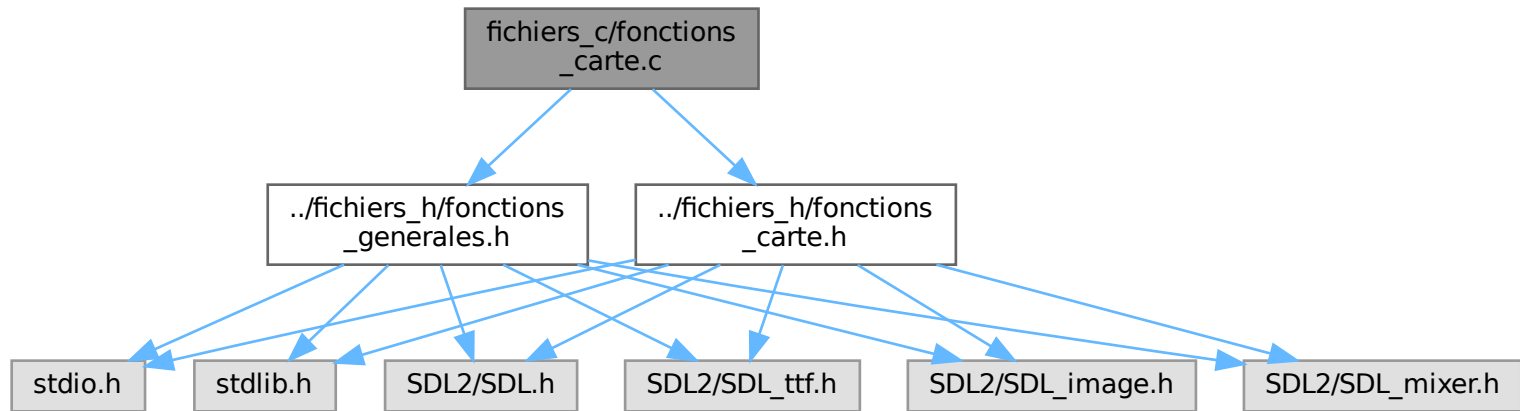 fichiers_c/fonctions
_carte.c
../fichiers_h/fonctions
_generales.h
../fichiers_h/fonctions
_carte.h
stdio.h
stdlib.h
SDL2/SDL.h
SDL2/SDL_ttf.h
SDL2/SDL_image.h
SDL2/SDL_mixer.h